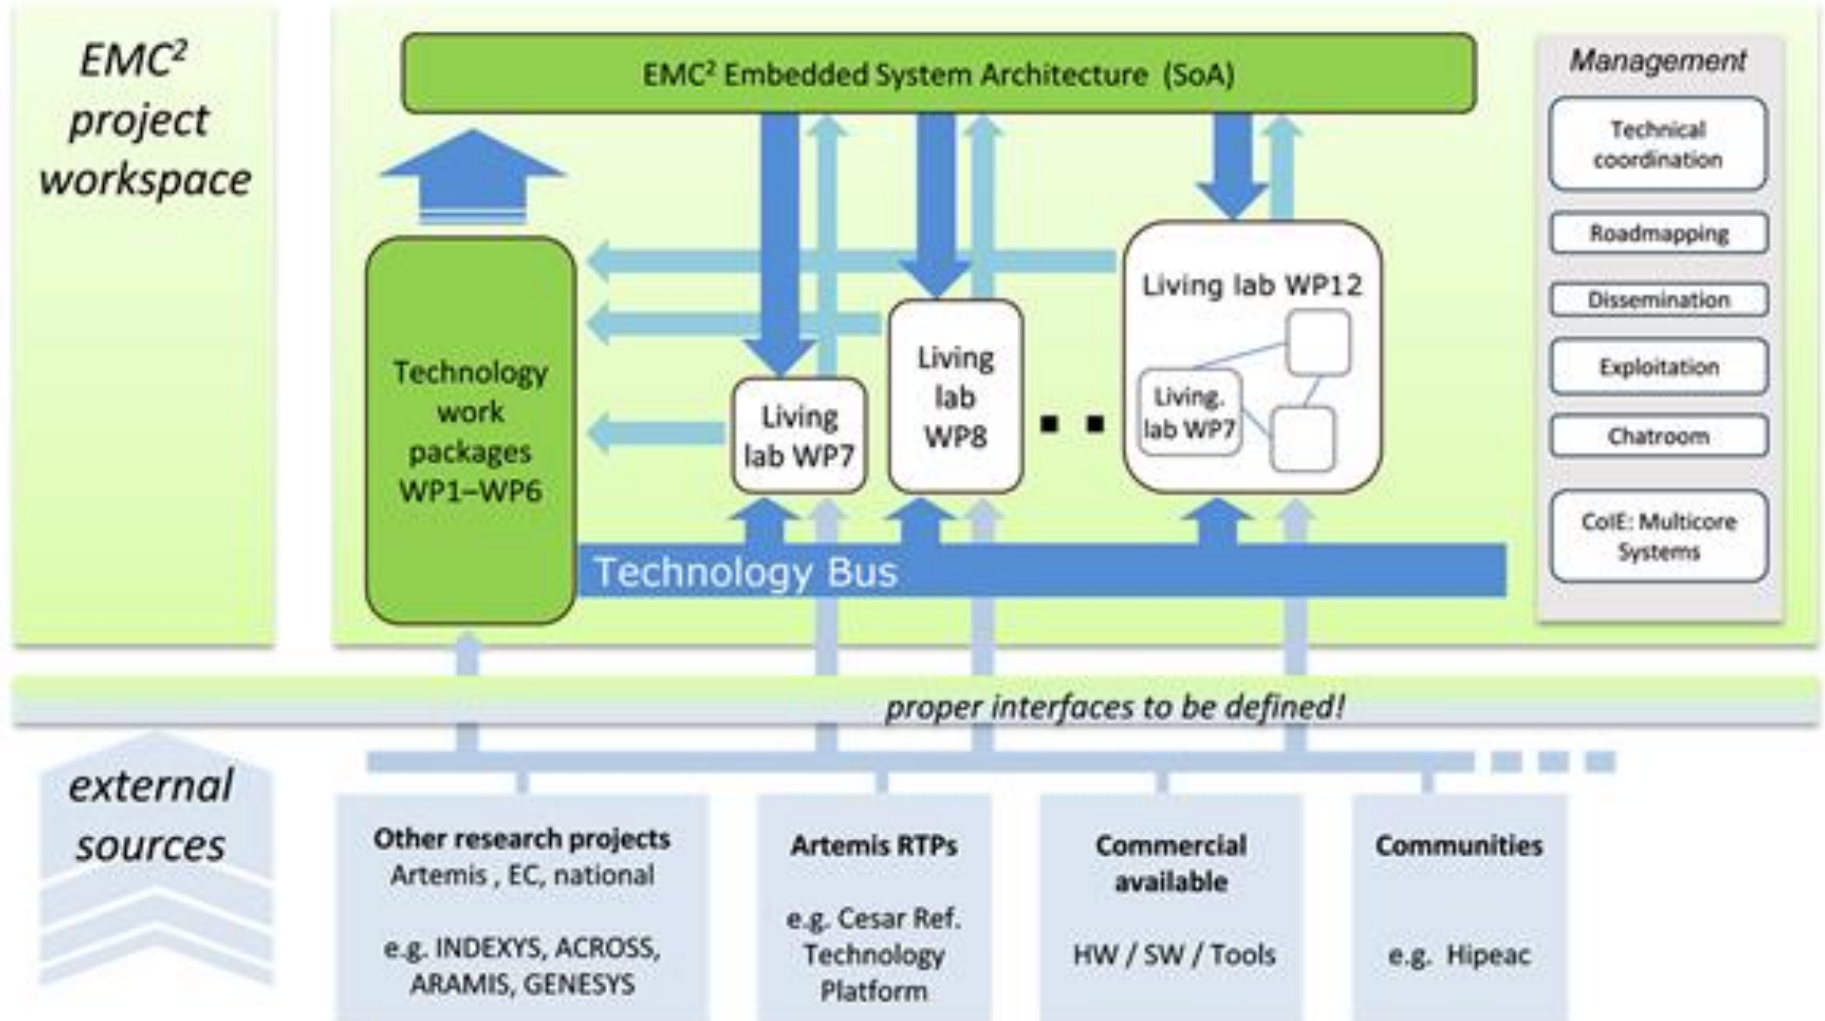 EMC²
project
workspace
EMC² Embedded System Architecture (SoA)
Technology
work
packages
WP1–WP6
Living
lab WP7
Living
lab
WP8
Living lab WP12
Living.
lab WP7
Technology Bus
Management
Technical
coordination
Roadmapping
Dissemination
Exploitation
Chatroom
CoIE: Multicore
Systems
proper interfaces to be defined!
external
sources
Other research projects
Artemis , EC, national
e.g. INDEXYS, ACROSS,
ARAMIS, GENESYS
Artemis RTPs
e.g. Cesar Ref.
Technology
Platform
Commercial
available
HW / SW / Tools
Communities
e.g. Hipeac